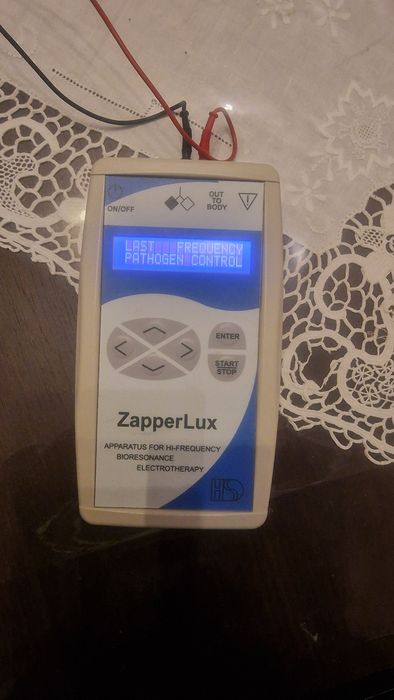 ON/OFF
OUT
TO
BODY
LAST FREQUENCY
PATHOGEN CONTROL
ENTER
START
STOP
ZapperLux
APPARATUS FOR HI-FREQUENCY
BIORESONANCE
ELECTROTHERAPY